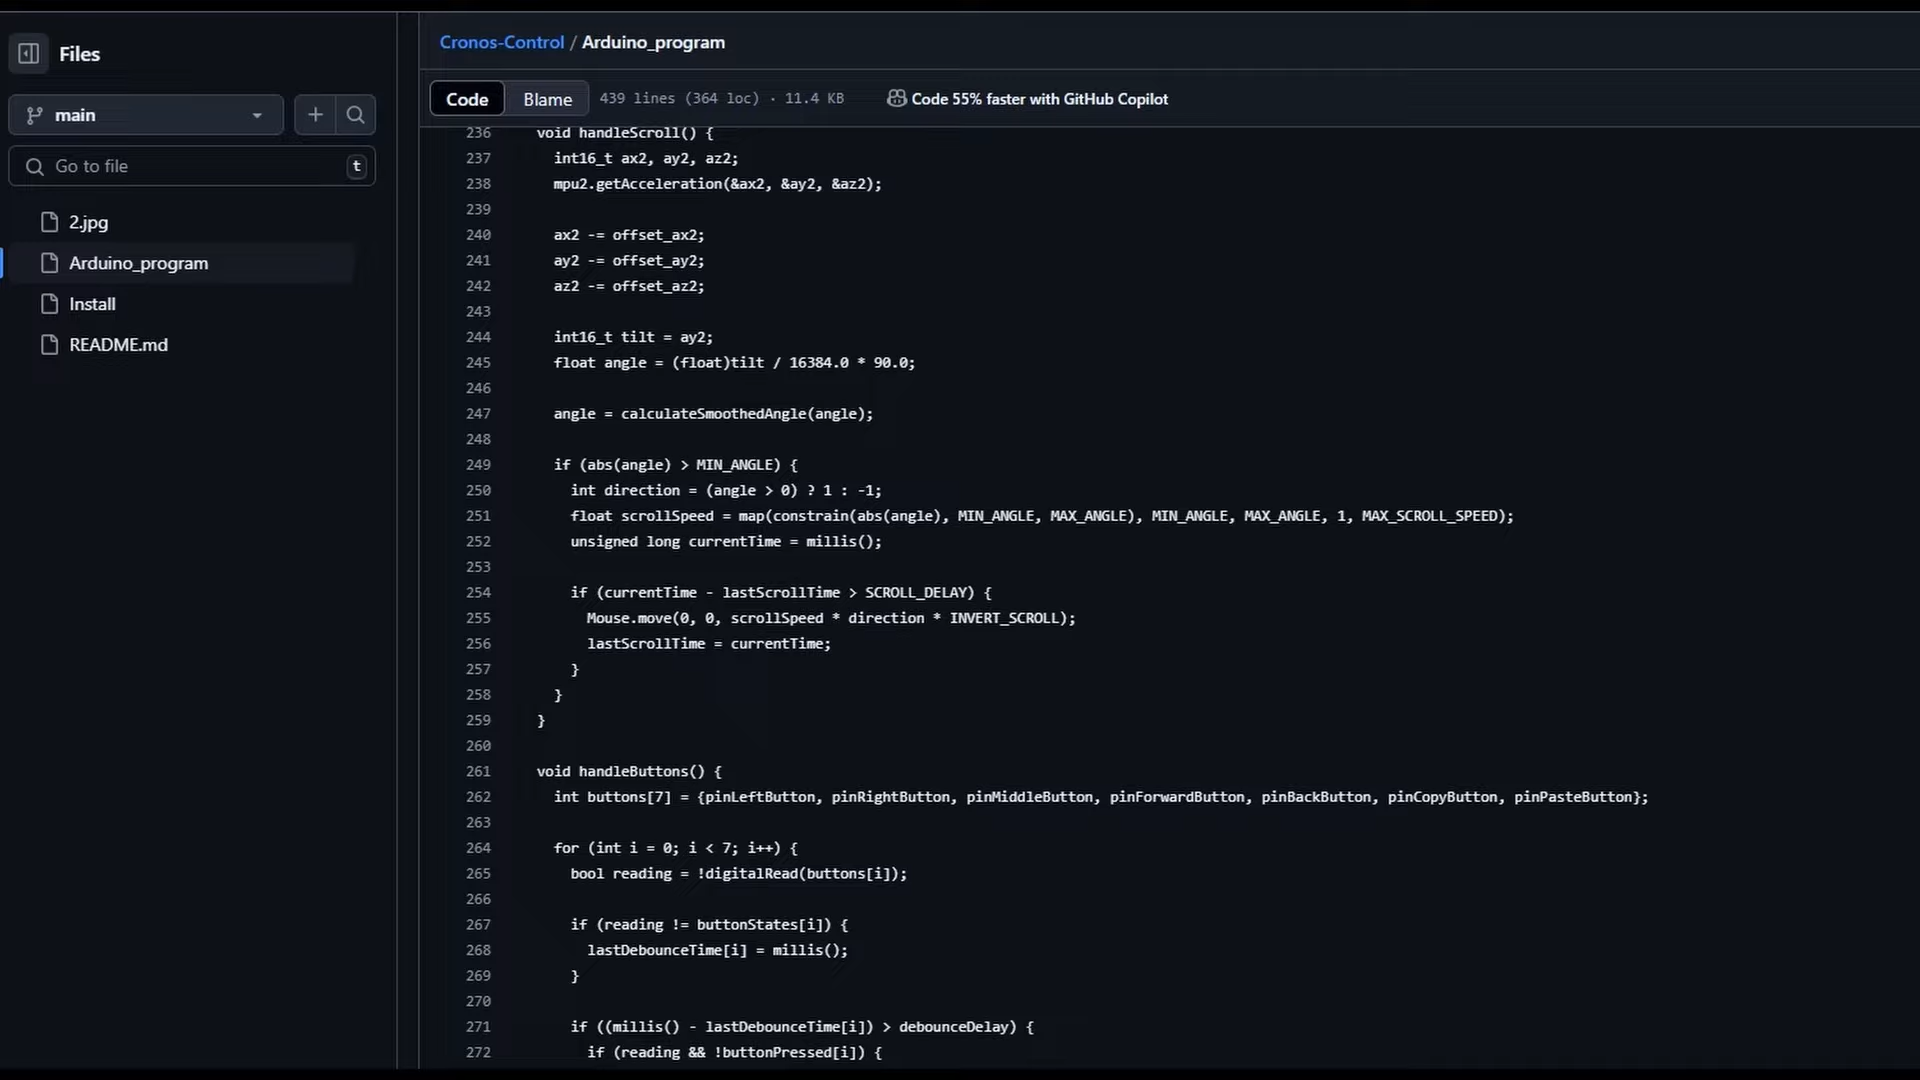 Files
main
Go to file
t
2.jpg
Arduino_program
Install
README.md
Cronos-Control / Arduino_program
Code Blame 439 lines (364 loc) · 11.4 KB Code 55% faster with GitHub Copilot
236 void handleScroll() {
237 int16_t ax2, ay2, az2;
238 mpu2.getAcceleration(&ax2, &ay2, &az2);
239
240 ax2 -= offset_ax2;
241 ay2 -= offset_ay2;
242 az2 -= offset_az2;
243
244 int16_t tilt = ay2;
245 float angle = (float)tilt / 16384.0 * 90.0;
246
247 angle = calculateSmoothedAngle(angle);
248
249 if (abs(angle) > MIN_ANGLE) {
250 int direction = (angle > 0) ? 1 : -1;
251 float scrollSpeed = map(constrain(abs(angle), MIN_ANGLE, MAX_ANGLE), MIN_ANGLE, MAX_ANGLE, 1, MAX_SCROLL_SPEED);
252 unsigned long currentTime = millis();
253
254 if (currentTime - lastScrollTime > SCROLL_DELAY) {
255 Mouse.move(0, 0, scrollSpeed * direction * INVERT_SCROLL);
256 lastScrollTime = currentTime;
257 }
258 }
259 }
260
261 void handleButtons() {
262 int buttons[7] = {pinLeftButton, pinRightButton, pinMiddleButton, pinForwardButton, pinBackButton, pinCopyButton, pinPasteButton};
263
264 for (int i = 0; i < 7; i++) {
265 bool reading = !digitalRead(buttons[i]);
266
267 if (reading != buttonStates[i]) {
268 lastDebounceTime[i] = millis();
269 }
270
271 if ((millis() - lastDebounceTime[i]) > debounceDelay) {
272 if (reading && !buttonPressed[i]) {